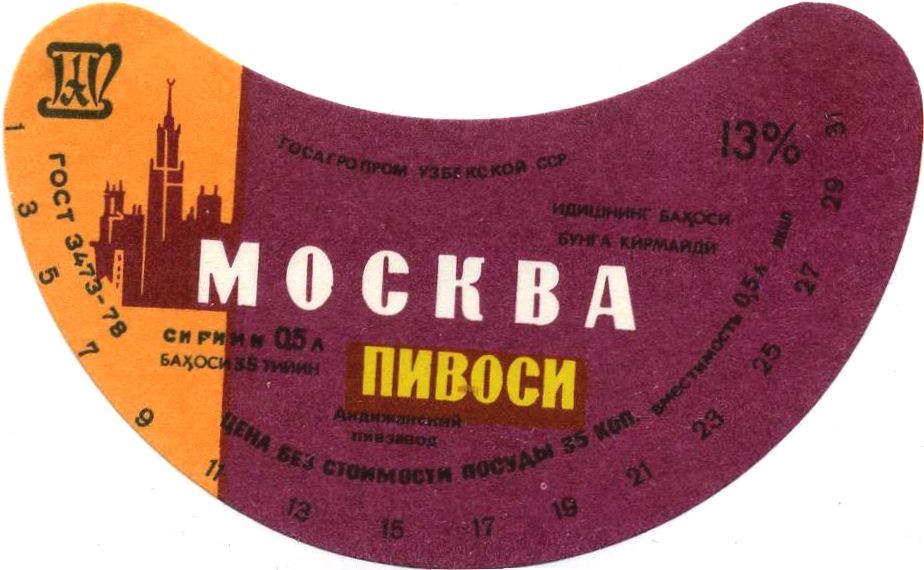 ГОСТ 3473-78
ГОСАГРОПРОМ УЗБЕКСКОЙ ССР
13%
ИДИШНИНГ БАҲОСИ
БУНГА КИРМАЙДИ
МОСКВА
ПИВОСИ
СИҒИМИ 0,5 Л
БАҲОСИ 35 ТИЙИН
Андижанский
пивзавод
ЦЕНА БЕЗ СТОИМОСТИ ПОСУДЫ 35 КОП. ВМЕСТИМОСТЬ 0,5 Л
1 3 5 7 9 11 13 15 17 19 21 23 25 27 29 31